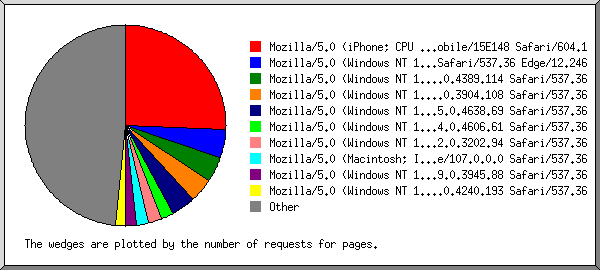 Mozilla/5.0 (iPhone; CPU ...obile/15E148 Safari/604.1
Mozilla/5.0 (Windows NT 1...Safari/537.36 Edge/12.246
Mozilla/5.0 (Windows NT 1....0.4389.114 Safari/537.36
Mozilla/5.0 (Windows NT 1....0.3904.108 Safari/537.36
Mozilla/5.0 (Windows NT 1...5.0.4638.69 Safari/537.36
Mozilla/5.0 (Windows NT 1...4.0.4606.61 Safari/537.36
Mozilla/5.0 (Windows NT 1...2.0.3202.94 Safari/537.36
Mozilla/5.0 (Macintosh; I...e/107.0.0.0 Safari/537.36
Mozilla/5.0 (Windows NT 1...9.0.3945.88 Safari/537.36
Mozilla/5.0 (Windows NT 1....0.4240.193 Safari/537.36
Other
The wedges are plotted by the number of requests for pages.